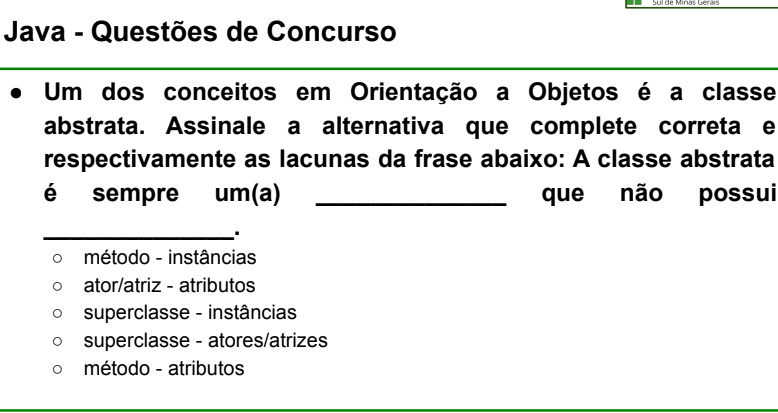 Sul de Minas Gerais
Java - Questões de Concurso
● Um dos conceitos em Orientação a Objetos é a classe
abstrata. Assinale a alternativa que complete correta e
respectivamente as lacunas da frase abaixo: A classe abstrata
é sempre um(a) ______________ que não possui
______________.
○ método - instâncias
○ ator/atriz - atributos
○ superclasse - instâncias
○ superclasse - atores/atrizes
○ método - atributos